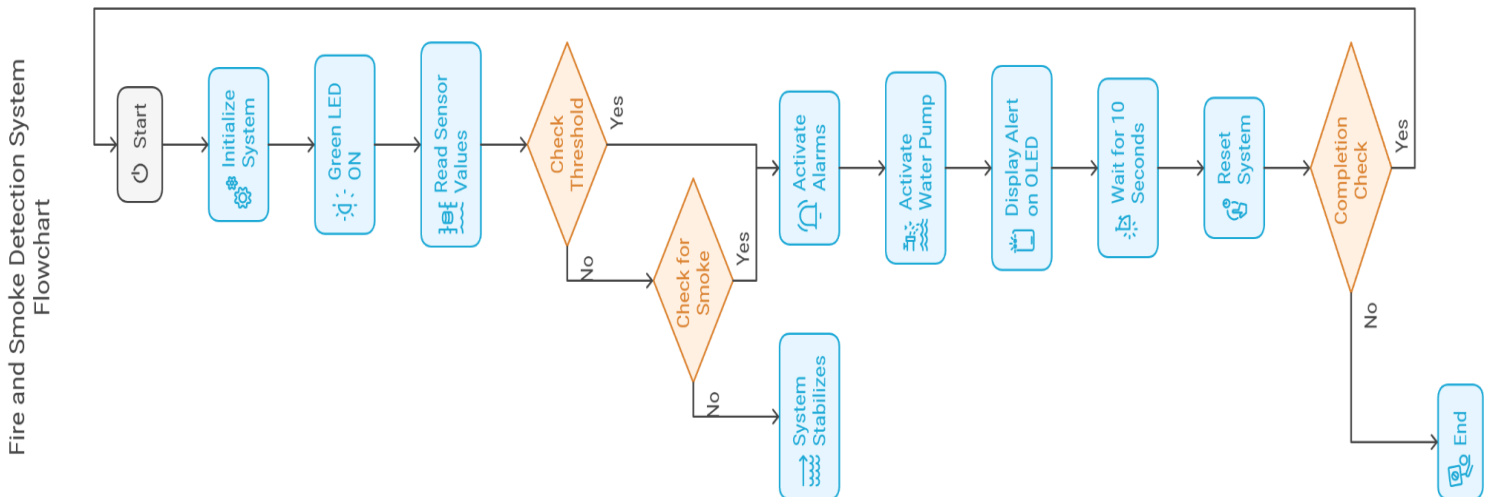 Fire and Smoke Detection System
Flowchart
Start
Initialize
System
Green LED
ON
Read Sensor
Values
Check
Threshold
Yes
No
Check for
Smoke
Yes
No
System
Stabilizes
Activate
Alarms
Activate
Water Pump
Display Alert
on OLED
Wait for 10
Seconds
Reset
System
Completion
Check
Yes
No
End